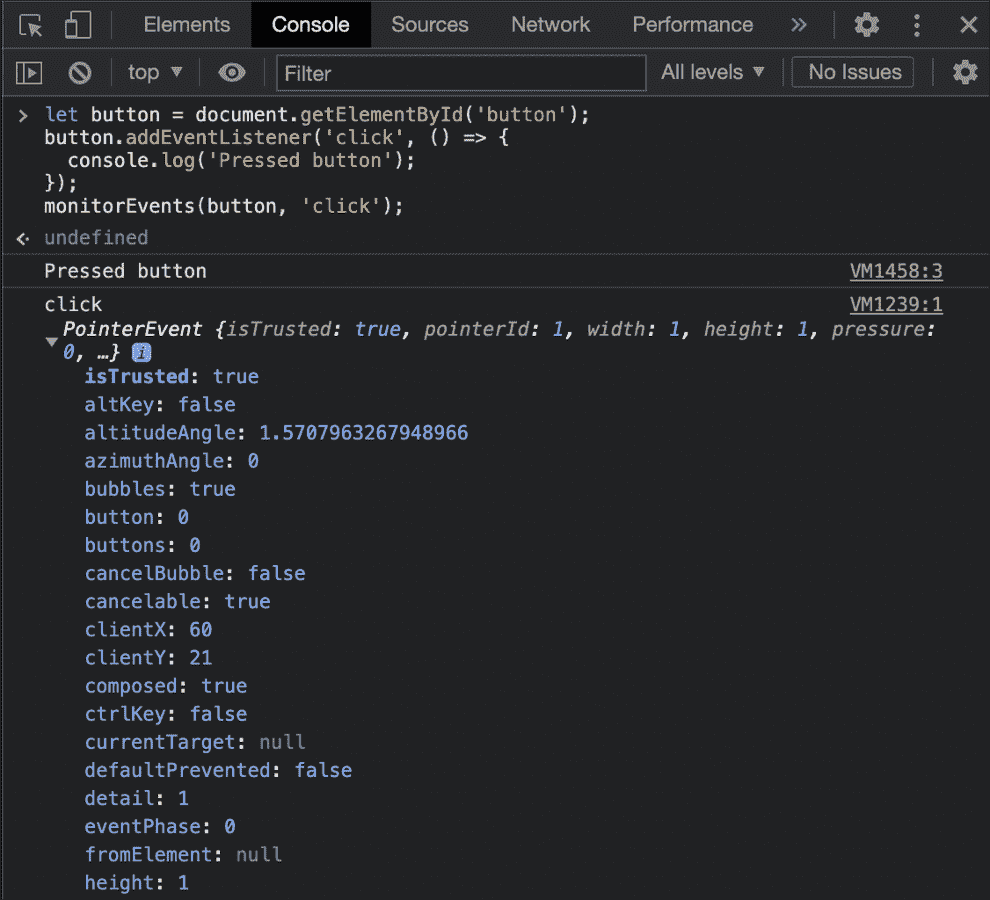 Elements Console Sources Network Performance »
top ▼ Filter All levels ▼ No Issues
> let button = document.getElementById('button');
button.addEventListener('click', () => {
  console.log('Pressed button');
});
monitorEvents(button, 'click');
undefined
Pressed button VM1458:3
click VM1239:1
▼ PointerEvent {isTrusted: true, pointerId: 1, width: 1, height: 1, pressure:
0, …} i
isTrusted: true
altKey: false
altitudeAngle: 1.5707963267948966
azimuthAngle: 0
bubbles: true
button: 0
buttons: 0
cancelBubble: false
cancelable: true
clientX: 60
clientY: 21
composed: true
ctrlKey: false
currentTarget: null
defaultPrevented: false
detail: 1
eventPhase: 0
fromElement: null
height: 1